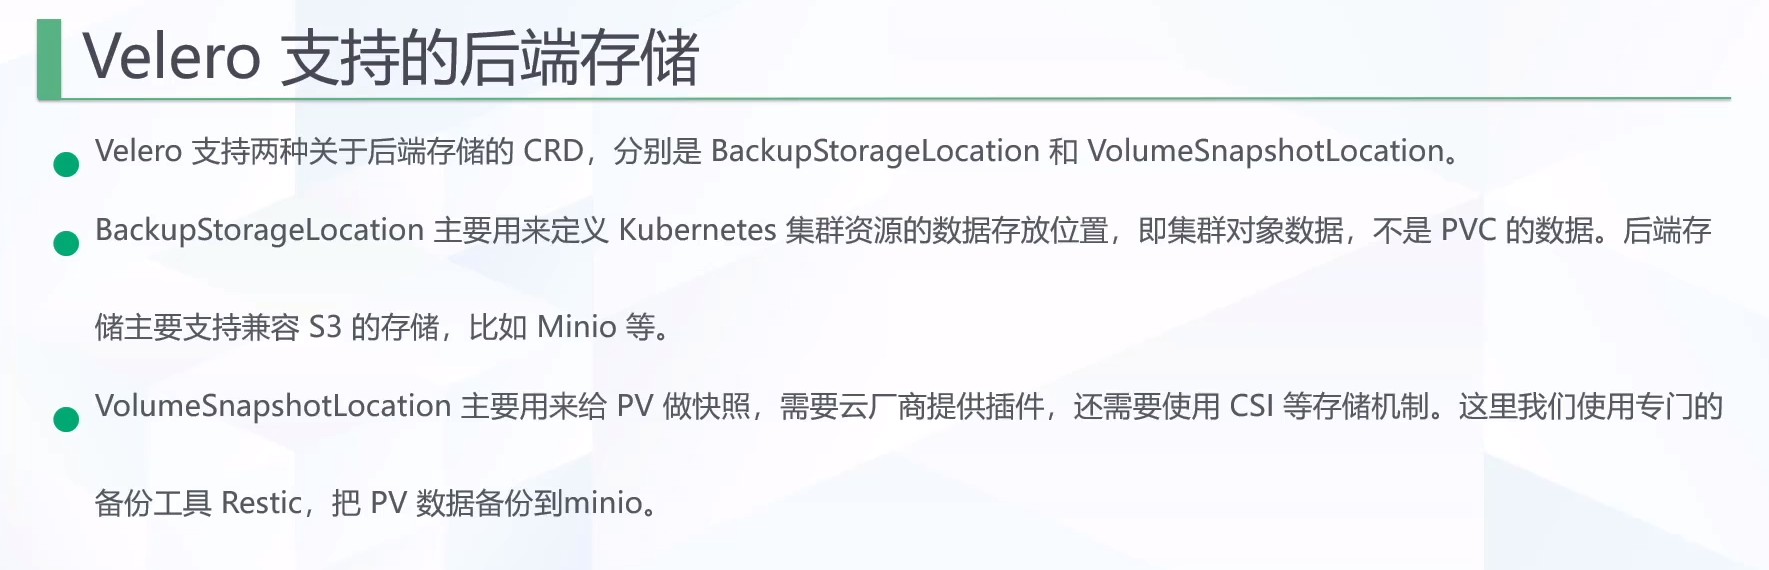 Velero 支持的后端存储
Velero 支持两种关于后端存储的 CRD，分别是 BackupStorageLocation 和 VolumeSnapshotLocation。
BackupStorageLocation 主要用来定义 Kubernetes 集群资源的数据存放位置，即集群对象数据，不是 PVC 的数据。后端存
储主要支持兼容 S3 的存储，比如 Minio 等。
VolumeSnapshotLocation 主要用来给 PV 做快照，需要云厂商提供插件，还需要使用 CSI 等存储机制。这里我们使用专门的
备份工具 Restic，把 PV 数据备份到minio。